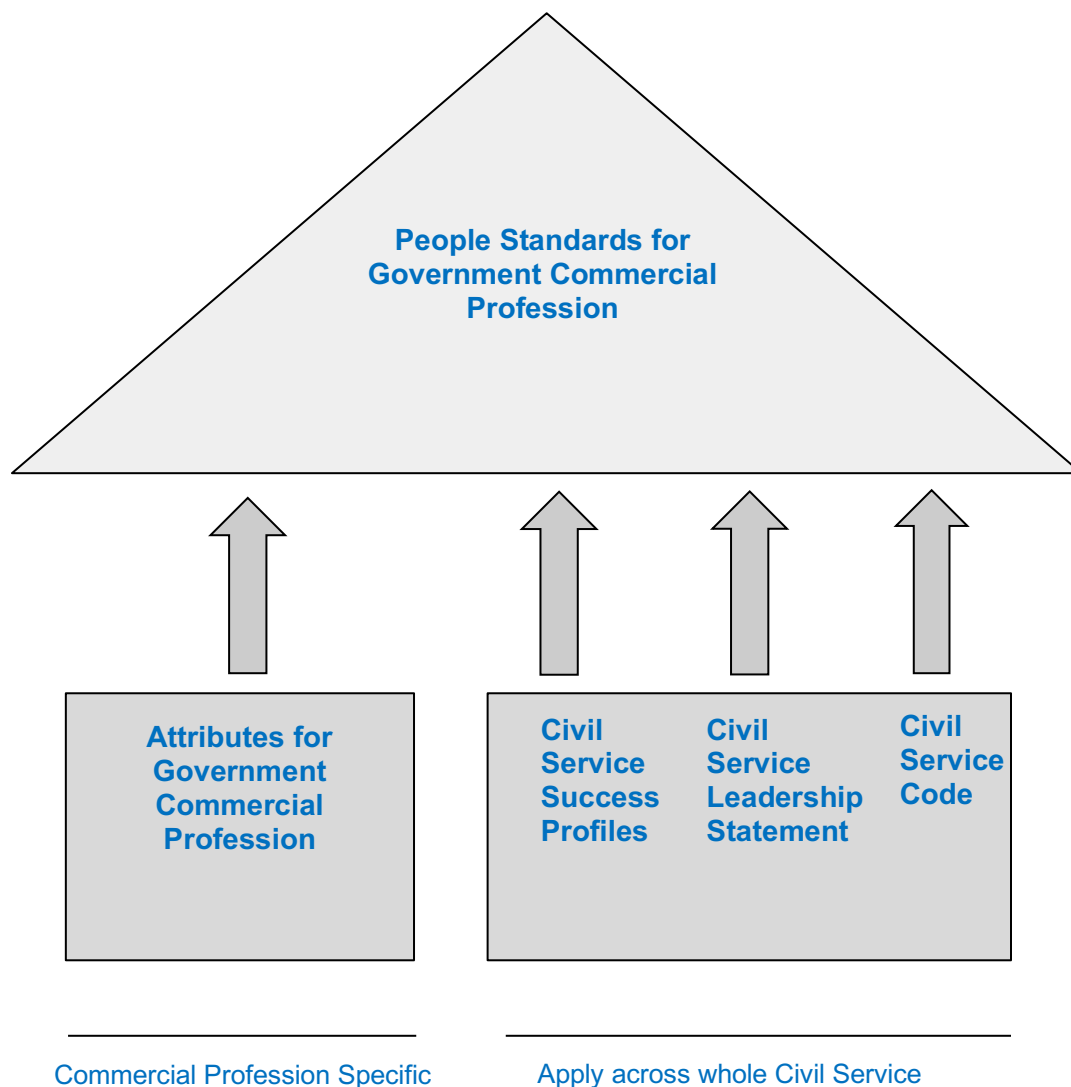 People Standards for
Government Commercial
Profession
Attributes for
Government
Commercial
Profession
Civil
Service
Success
Profiles
Civil
Service
Leadership
Statement
Civil
Service
Code
Commercial Profession Specific
Apply across whole Civil Service